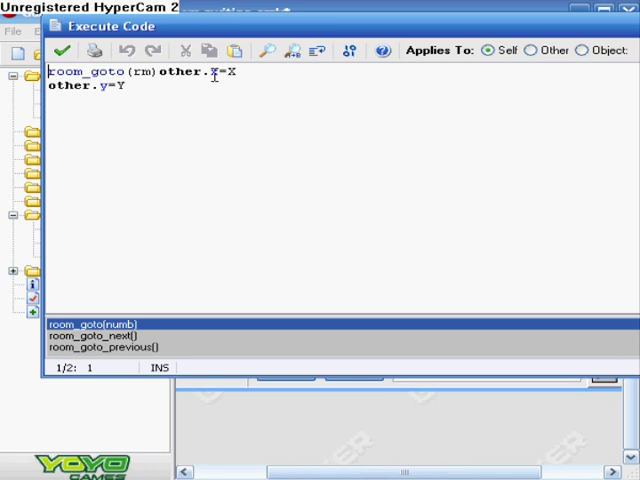 Unregistered HyperCam 2
Execute Code
File
Applies To: Self Other Object:
room_goto(rm)other.x=X
other.y=Y
room_goto(numb)
room_goto_next()
room_goto_previous()
1/2: 1 INS
YOYO
GAMES